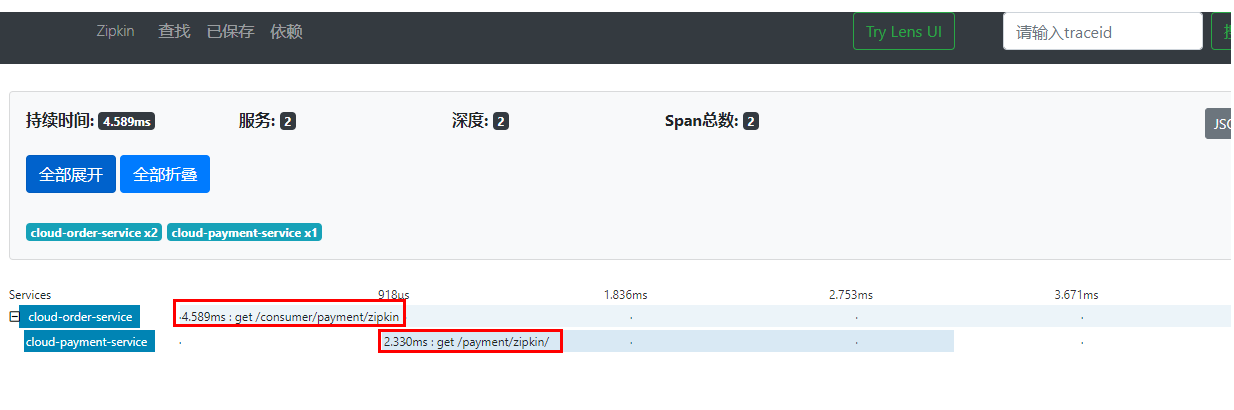 Zipkin 查找 已保存 依赖 Try Lens UI 请输入traceid
持续时间: 4.589ms 服务: 2 深度: 2 Span总数: 2
全部展开 全部折叠
cloud-order-service x2 cloud-payment-service x1
Services 918μs 1.836ms 2.753ms 3.671ms
cloud-order-service 4.589ms : get /consumer/payment/zipkin
cloud-payment-service 2.330ms : get /payment/zipkin/